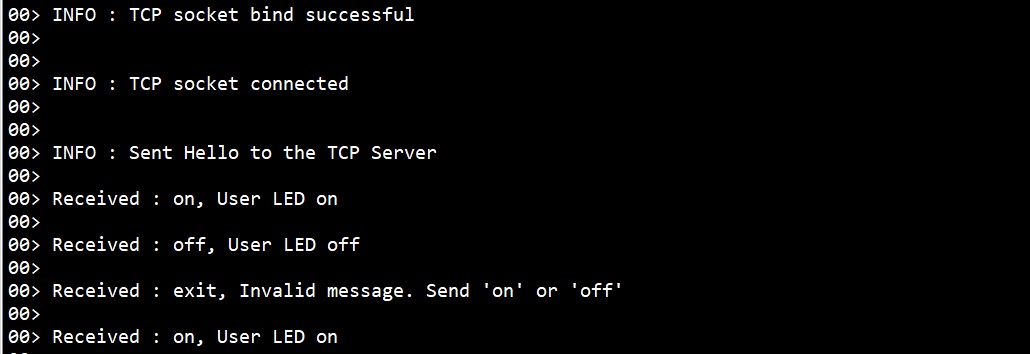 00> INFO : TCP socket bind successful
00>
00>
00> INFO : TCP socket connected
00>
00>
00> INFO : Sent Hello to the TCP Server
00>
00> Received : on, User LED on
00>
00> Received : off, User LED off
00>
00> Received : exit, Invalid message. Send 'on' or 'off'
00>
00> Received : on, User LED on